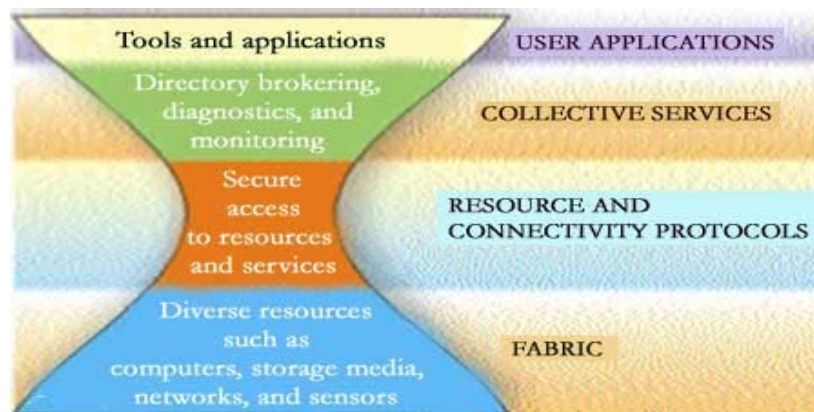 Tools and applications
USER APPLICATIONS
Directory brokering,
diagnostics, and
monitoring
COLLECTIVE SERVICES
Secure
access
to resources
and services
RESOURCE AND
CONNECTIVITY PROTOCOLS
Diverse resources
such as
computers, storage media,
networks, and sensors
FABRIC